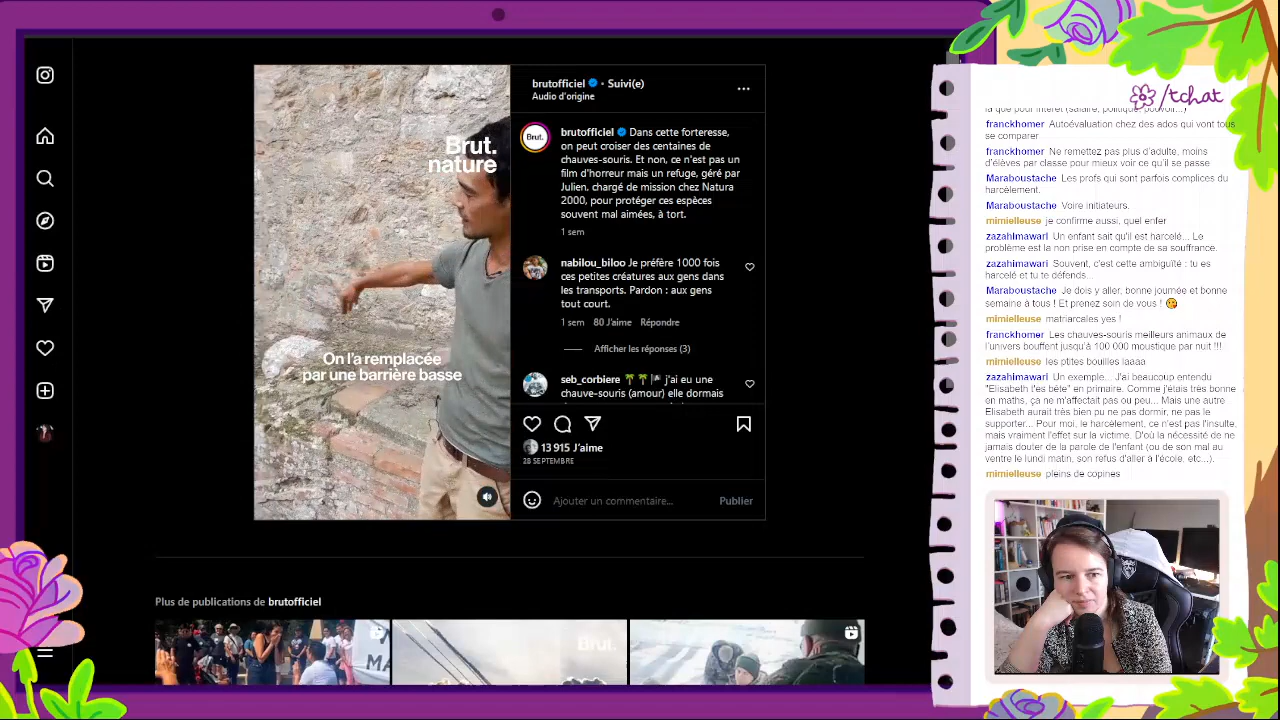 Brut.
nature
On l'a remplacée
par une barrière basse
brutofficiel • Suivi(e)
Audio d'origine
Brut.
brutofficiel Dans cette forteresse,
on peut croiser des centaines de
chauves-souris. Et non, ce n'est pas un
film d'horreur mais un refuge, géré par
Julien, chargé de mission chez Natura
2000, pour protéger ces espèces
souvent mal aimées, à tort.
1 sem
nabilou_biloo Je préfère 1000 fois
ces petites créatures aux gens dans
les transports. Pardon : aux gens
tout court.
1 sem 80 J'aime Répondre
Afficher les réponses (3)
seb_corbiere 🌴🌴🏴 j'ai eu une
chauve-souris (amour) elle dormais
13 915 J'aime
28 SEPTEMBRE
Ajouter un commentaire... Publier
Plus de publications de brutofficiel
MA
Brut.
/tchat
là que pour intérêt (salaire, politique, pouvoir...)
franckhomer Autoévaluation chez des ados qui vont tous
se comparer
franckhomer Ne remettez pas plus d'adulte, moins
d'élèves par classe pour mieux voir ce qu'il sa passe
Maraboustache Les profs qui sont parfois complices du
harcèlement.
Maraboustache Voire initiateurs.
mimielleuse je confirme aussi, quel enfer
zazahimawari Un enfant sait qu'il est harcelé... Le
problème est la non prise en compte de sa souffrance.
zazahimawari Souvent, c'est cette ambiguïté : tu es
harcelé et tu te défends...
Maraboustache Je dois y aller, bonne journée et bonne
semaine à tous ! Et prenez soin de vous ! 😘
mimielleuse matriarcales yes !
franckhomer Les chauves-souris meilleurs animaux de
l'univers bouffent jusqu'à 100 000 moustique par nuit !!!
mimielleuse les ptites bouilles laaaa
zazahimawari Un exemple... J'ai beaucoup entendu
"Elisabeth t'es bête" en primaire. Comme j'étais très bonne
en maths, ça ne m'affectait pas ou peu... Mais une autre
Elisabeth aurait très bien pu ne pas dormir, ne pas le
supporter... Pour moi, le harcèlement, ce n'est pas l'insulte,
mais vraiment l'effet sur la victime. D'où la nécessité de ne
jamais douter de la parole de l'enfant (ou de son mal au
ventre le lundi matin, son refus d'aller à l'école, etc...).
mimielleuse pleins de copines